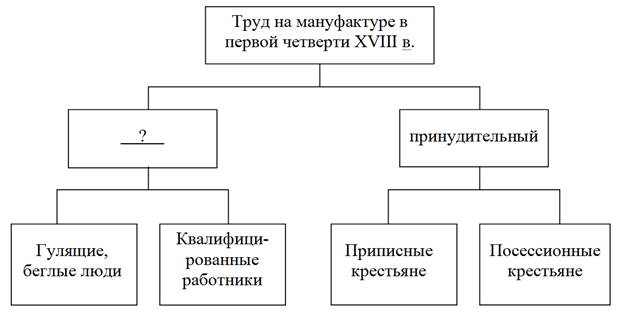 Труд на мануфактуре в
первой четверти XVIII в.
?
принудительный
Гулящие,
беглые люди
Квалифици-
рованные
работники
Приписные
крестьяне
Посессионные
крестьяне